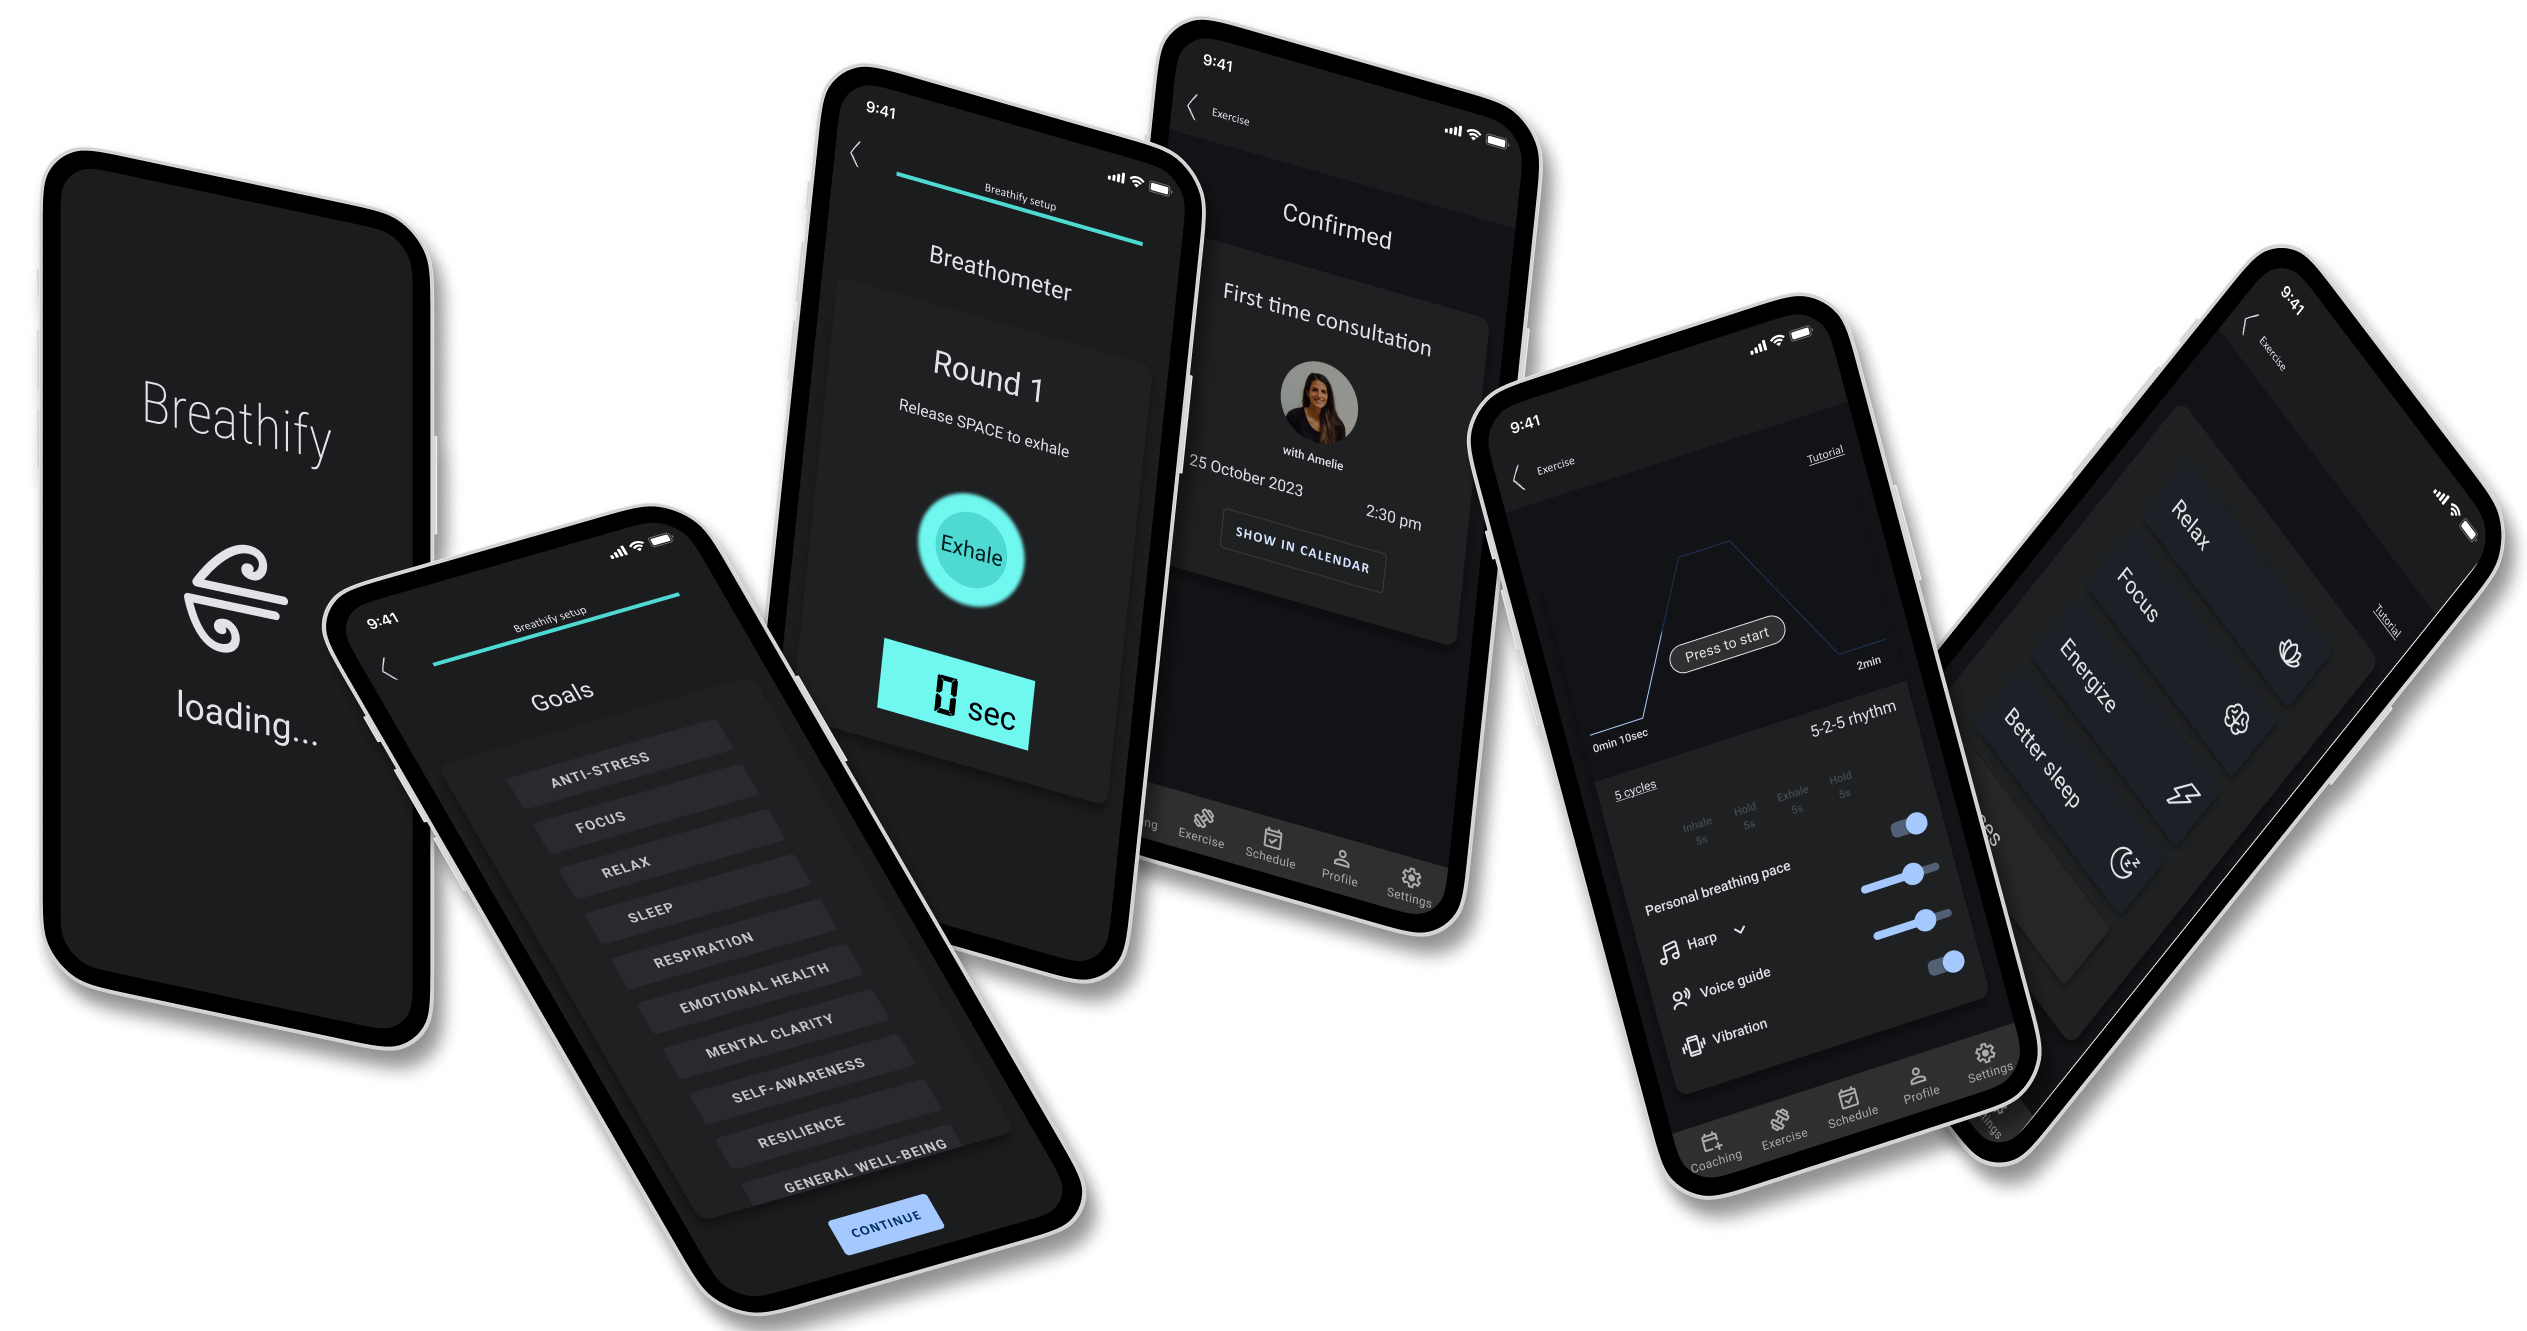 Breathify
loading...
9:41
Breathify setup
Goals
ANTI-STRESS
FOCUS
RELAX
SLEEP
RESPIRATION
EMOTIONAL HEALTH
MENTAL CLARITY
SELF-AWARENESS
RESILIENCE
GENERAL WELL-BEING
CONTINUE
9:41
Breathify setup
Breathometer
Round 1
Release SPACE to exhale
Exhale
0 sec
9:41
Exercise
Confirmed
First time consultation
with Amelie
25 October 2023
2:30 pm
SHOW IN CALENDAR
ng Exercise Schedule Profile Settings
9:41
Exercise
Tutorial
Press to start
0min 10sec
2min
5-2-5 rhythm
5 cycles
Inhale Hold Exhale Hold
5s 5s 5s 5s
Personal breathing pace
Harp
Voice guide
Vibration
Coaching Exercise Schedule Profile Settings
9:41
Exercise
Tutorial
Relax
Focus
Energize
Better sleep